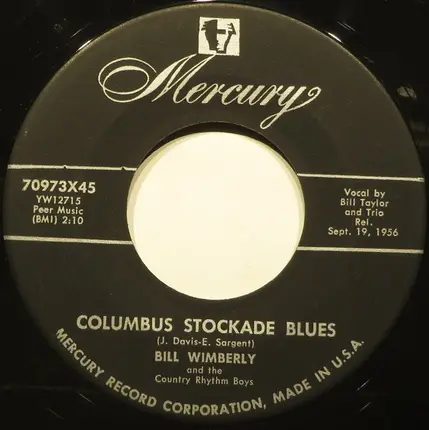 Mercury
70973X45
YW12715
Peer Music
(BMI) 2:10
Vocal by
Bill Taylor
and Trio
Rel.
Sept. 19, 1956
COLUMBUS STOCKADE BLUES
(J. Davis-E. Sargent)
BILL WIMBERLY
and the
Country Rhythm Boys
MERCURY RECORD CORPORATION, MADE IN U.S.A.